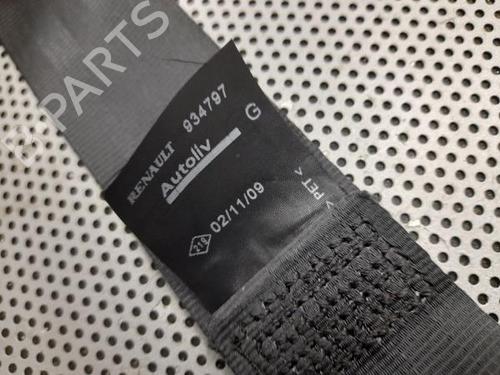 RENAULT 934797
Autoliv G
02/11/09
> PET <
B-PARTS